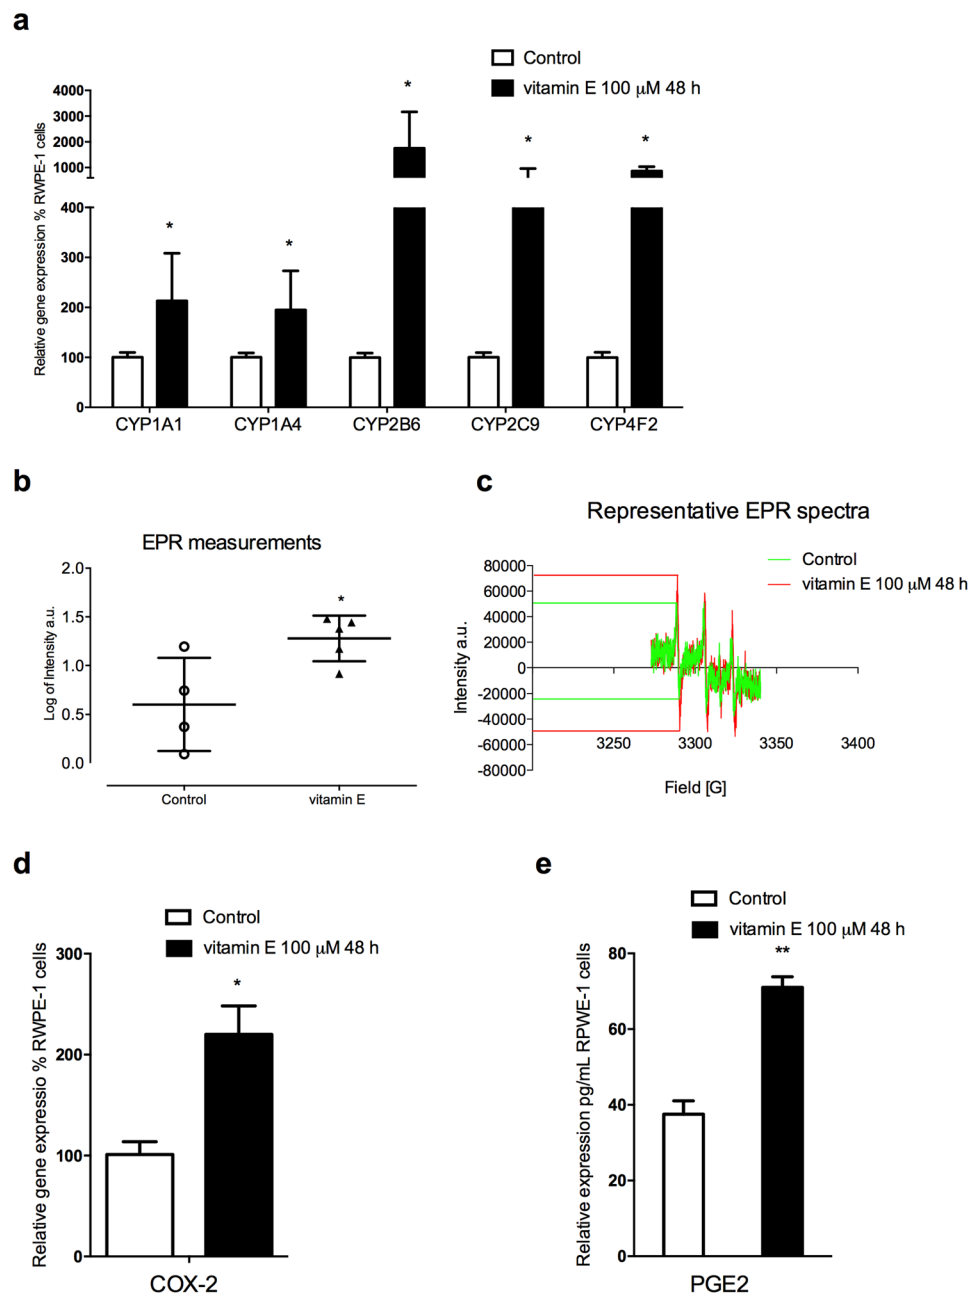 a
Control
vitamin E 100 μM 48 h
Relative gene expression % RWPE-1 cells
4000
3000
2000
1000
400
300
200
100
0
* * * * *
CYP1A1 CYP1A4 CYP2B6 CYP2C9 CYP4F2
b
EPR measurements
Log of Intensity a.u.
2.0
1.5
1.0
0.5
0.0
*
Control vitamin E
c
Representative EPR spectra
Control
vitamin E 100 μM 48 h
Intensity a.u.
80000
60000
40000
20000
0
-20000
-40000
-60000
-80000
3250 3300 3350 3400
Field [G]
d
Control
vitamin E 100 μM 48 h
Relative gene expressio % RWPE-1 cells
300
200
100
0
*
COX-2
e
Control
vitamin E 100 μM 48 h
Relative expression pg/mL RPWE-1 cells
80
60
40
20
0
**
PGE2